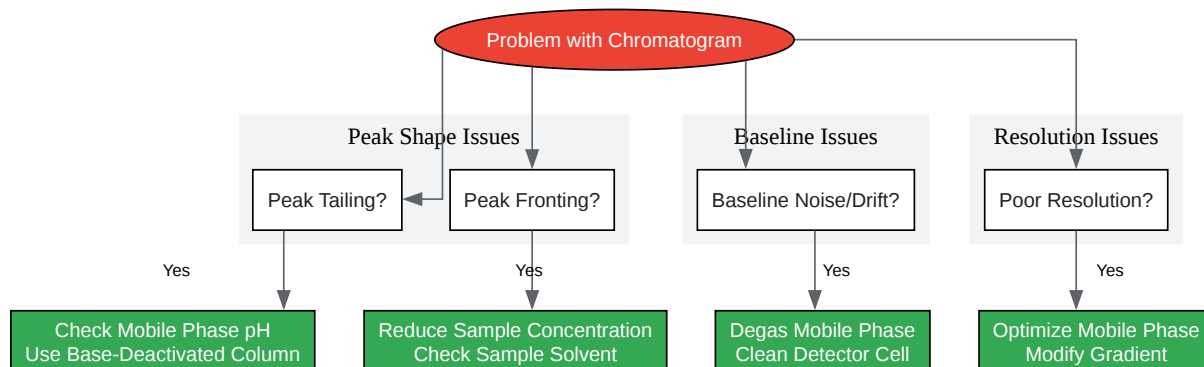 Problem with Chromatogram
Peak Shape Issues
Baseline Issues
Resolution Issues
Peak Tailing?
Peak Fronting?
Baseline Noise/Drift?
Poor Resolution?
Yes
Yes
Yes
Yes
Check Mobile Phase pH
Use Base-Deactivated Column
Reduce Sample Concentration
Check Sample Solvent
Degas Mobile Phase
Clean Detector Cell
Optimize Mobile Phase
Modify Gradient